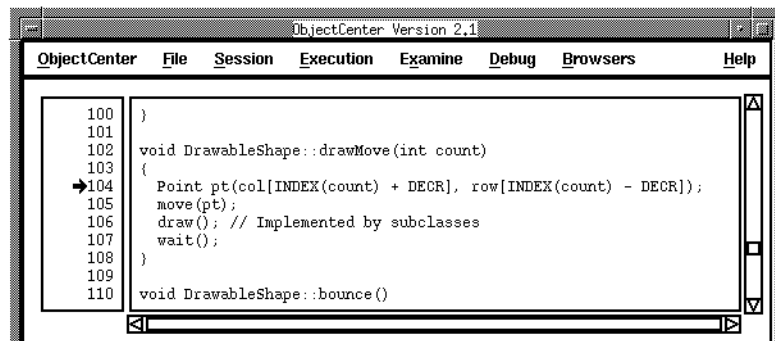 ObjectCenter Version 2.1
ObjectCenter File Session Execution Examine Debug Browsers Help
100 }
101
102 void DrawableShape::drawMove(int count)
103 {
104 Point pt(col[INDEX(count) + DECR], row[INDEX(count) - DECR]);
105 move(pt);
106 draw(); // Implemented by subclasses
107 wait();
108 }
109
110 void DrawableShape::bounce()